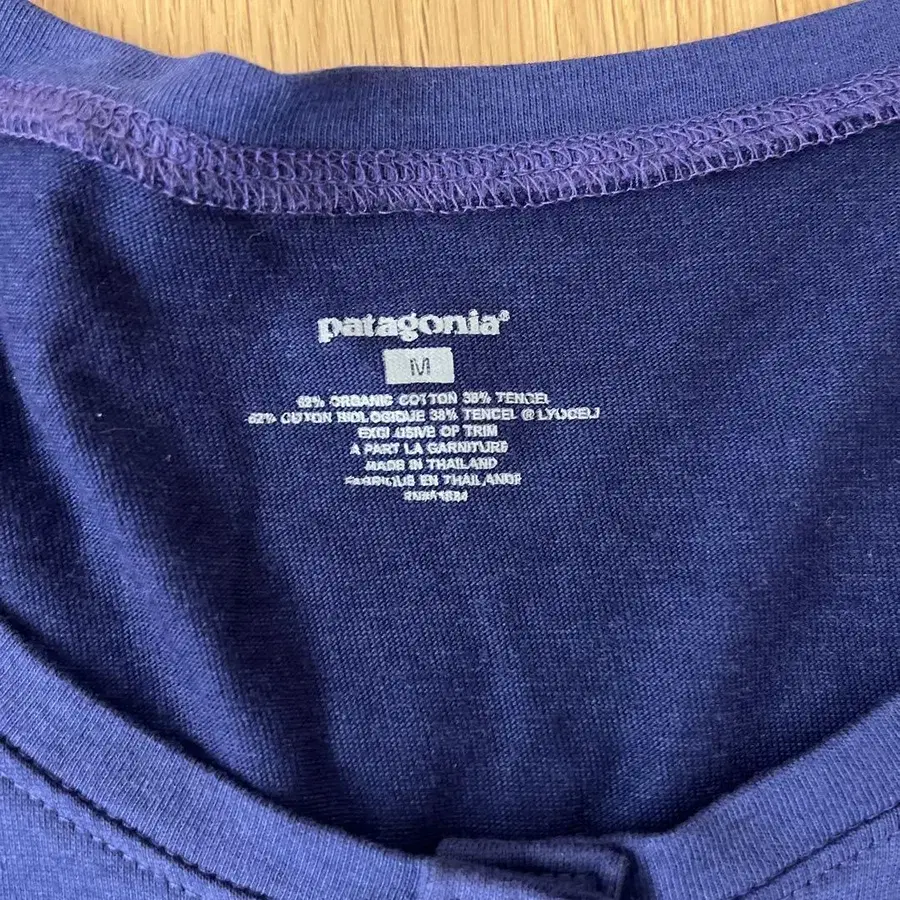 patagonia®
M
62% ORGANIC COTTON 38% TENCEL
62% COTON BIOLOGIQUE 38% TENCEL ® LYOCELL
EXCLUSIVE OF TRIM
A PART LA GARNITURE
MADE IN THAILAND
FABRIQUE EN THAILANDE